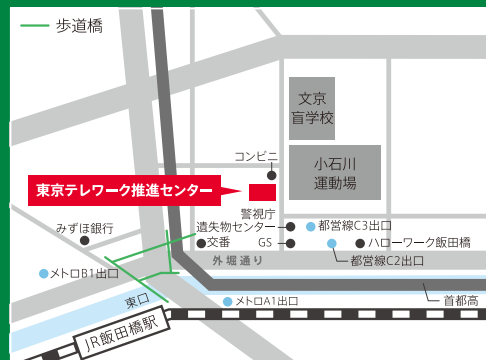 歩道橋
文京
盲学校
コンビニ
小石川
運動場
東京テレワーク推進センター
警視庁
遺失物センター
都営線C3出口
みずほ銀行
交番
GS
ハローワーク飯田橋
外堀通り
都営線C2出口
メトロB1出口
東口
メトロA1出口
首都高
JR飯田橋駅